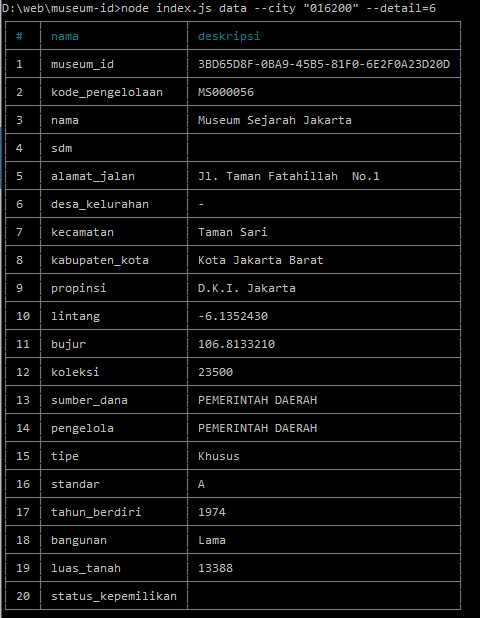 D:\web\museum-id>node index.js data --city "016200" --detail=6
# nama deskripsi
1 museum_id 3BD65D8F-0BA9-45B5-81F0-6E2F0A23D20D
2 kode_pengelolaan MS000056
3 nama Museum Sejarah Jakarta
4 sdm
5 alamat_jalan Jl. Taman Fatahillah  No.1
6 desa_kelurahan -
7 kecamatan Taman Sari
8 kabupaten_kota Kota Jakarta Barat
9 propinsi D.K.I. Jakarta
10 lintang -6.1352430
11 bujur 106.8133210
12 koleksi 23500
13 sumber_dana PEMERINTAH DAERAH
14 pengelola PEMERINTAH DAERAH
15 tipe Khusus
16 standar A
17 tahun_berdiri 1974
18 bangunan Lama
19 luas_tanah 13388
20 status_kepemilikan